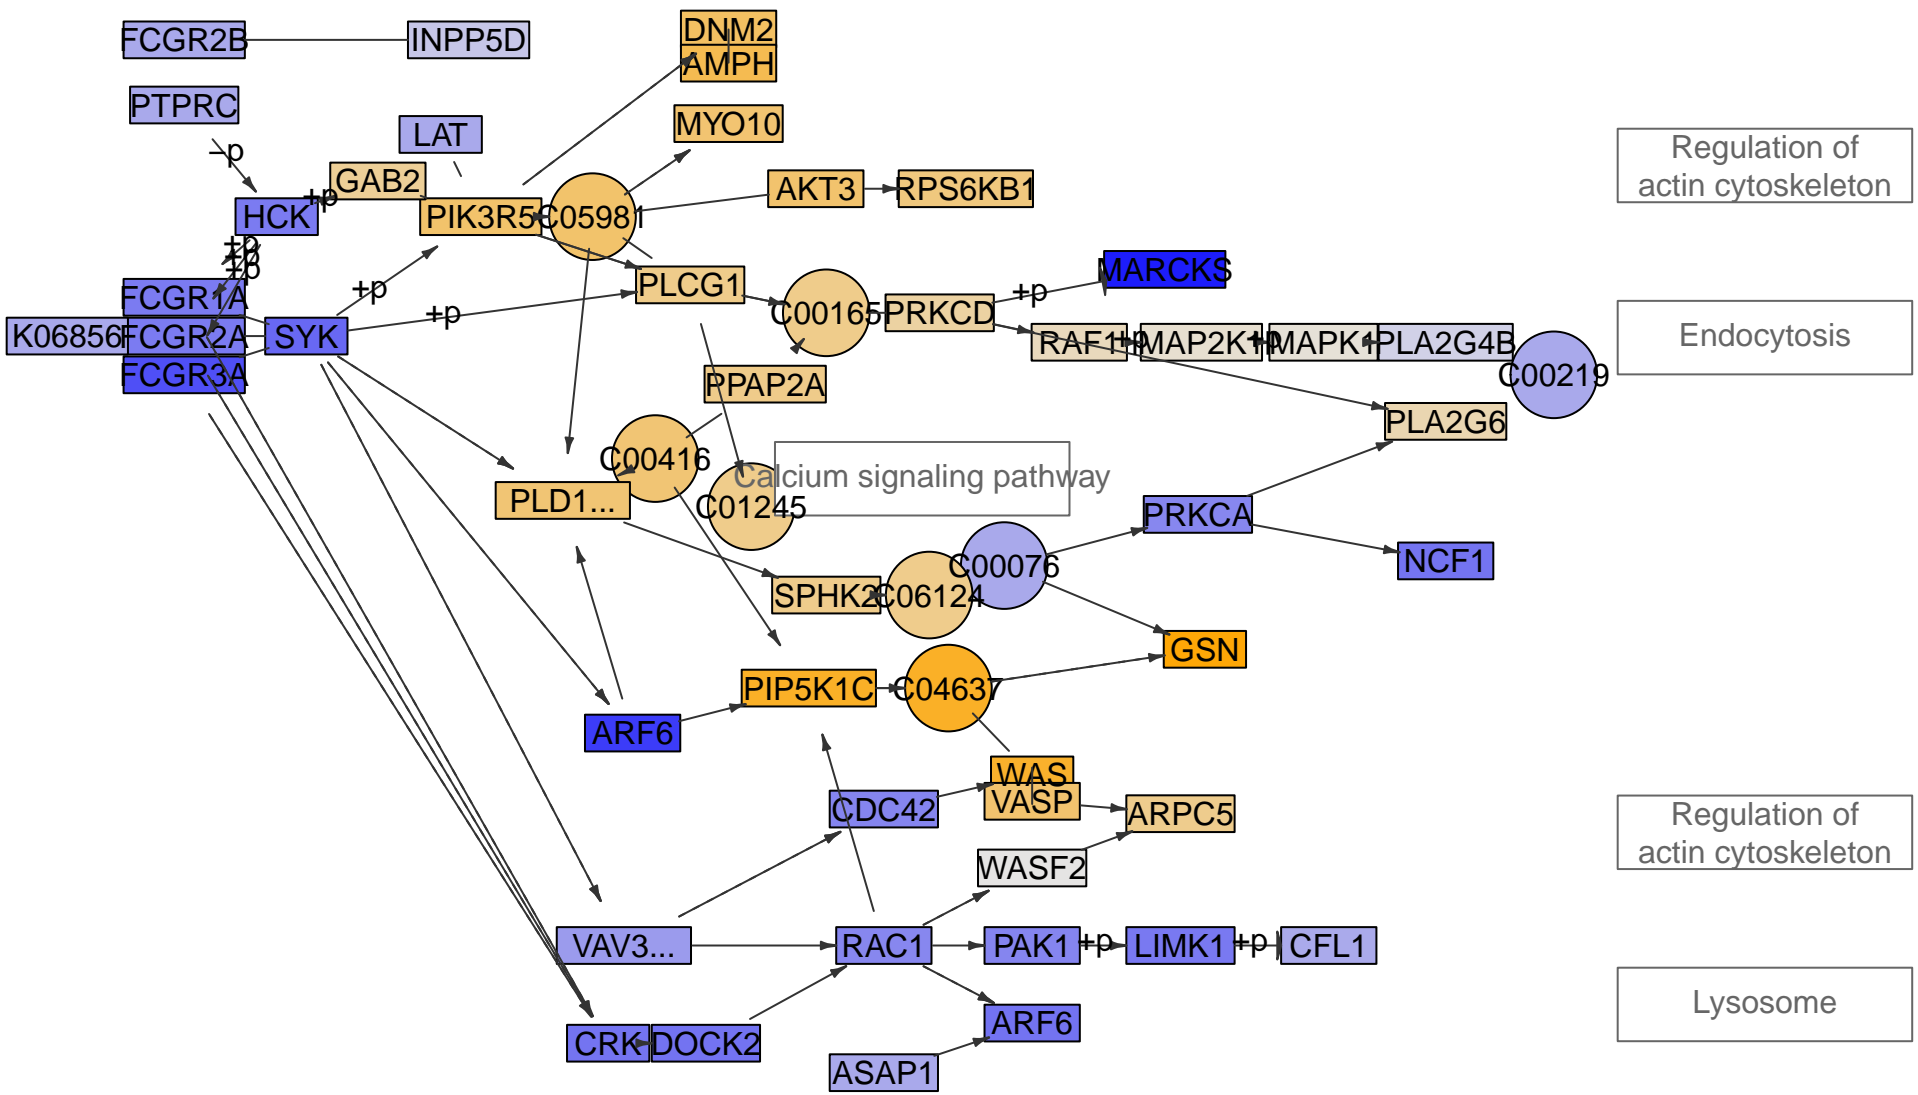 FCGR2B
INPP5D
DNM2
AMPH
PTPRC
LAT
MYO10
Regulation of
actin cytoskeleton
−p
GAB2
+p
HCK
PIK3R5
C05981
AKT3
RPS6KB1
+p
+p
+p
FCGR1A
+p
PLCG1
MARCKS
+p
K06856
FCGR2A
SYK
+p
C00165
PRKCD
RAF1
+p
MAP2K1
+p
MAPK1
PLA2G4B
C00219
Endocytosis
FCGR3A
PPAP2A
PLA2G6
C00416
Calcium signaling pathway
PLD1...
C01245
PRKCA
NCF1
C00076
SPHK2
C06124
GSN
PIP5K1C
C04637
ARF6
WAS
VASP
CDC42
ARPC5
Regulation of
actin cytoskeleton
WASF2
VAV3...
RAC1
PAK1
+p
LIMK1
+p
CFL1
Lysosome
ARF6
CRK
DOCK2
ASAP1